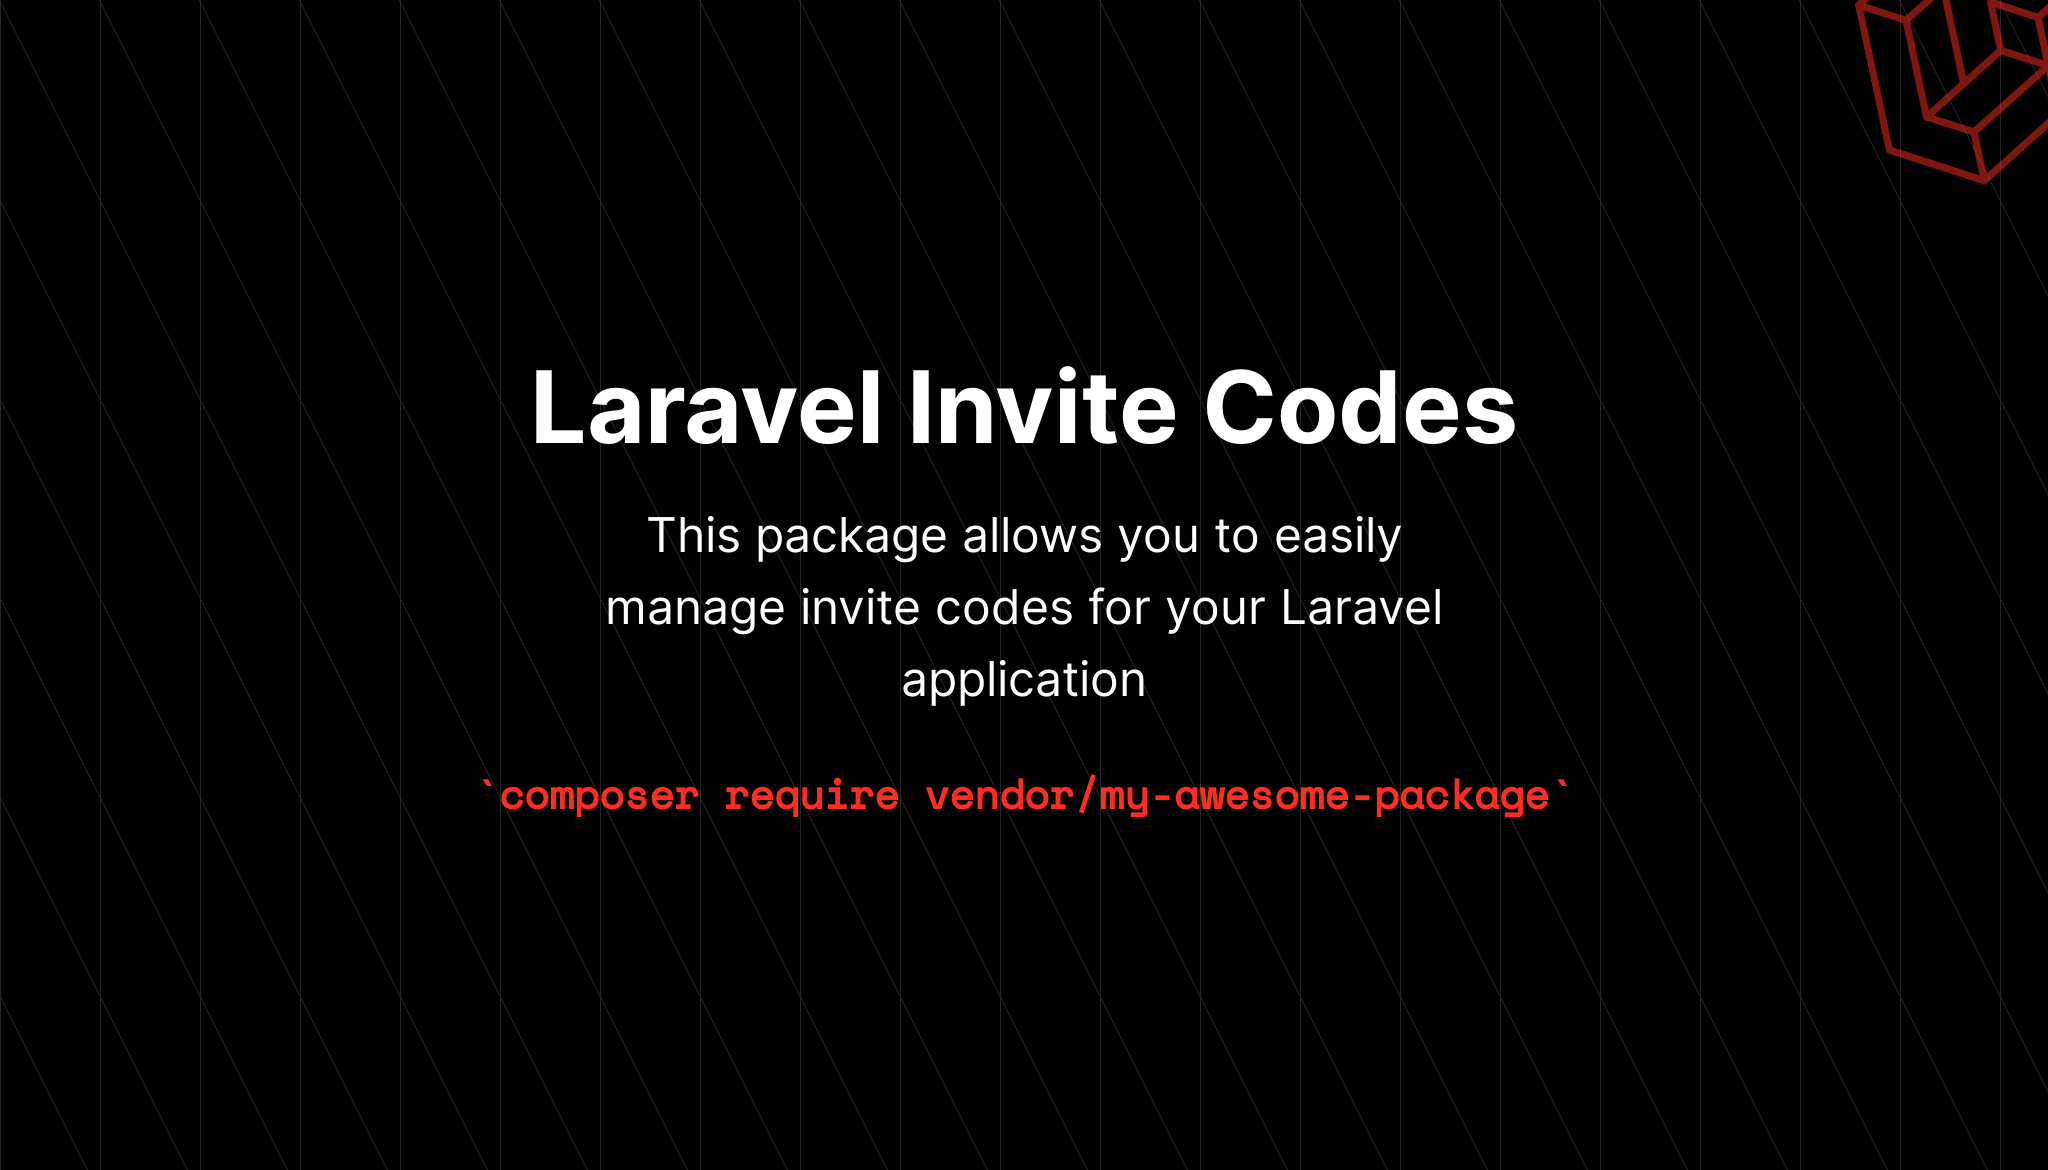 Laravel Invite Codes
This package allows you to easily
manage invite codes for your Laravel
application
`composer require vendor/my-awesome-package`